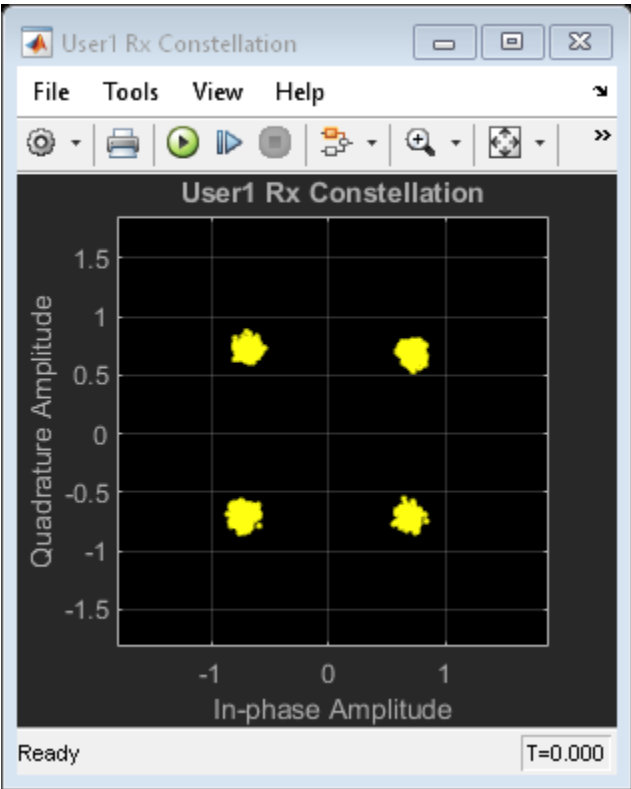 User1 Rx Constellation
File Tools View Help
User1 Rx Constellation
1.5
1
0.5
0
-0.5
-1
-1.5
Quadrature Amplitude
-1 0 1
In-phase Amplitude
Ready T=0.000